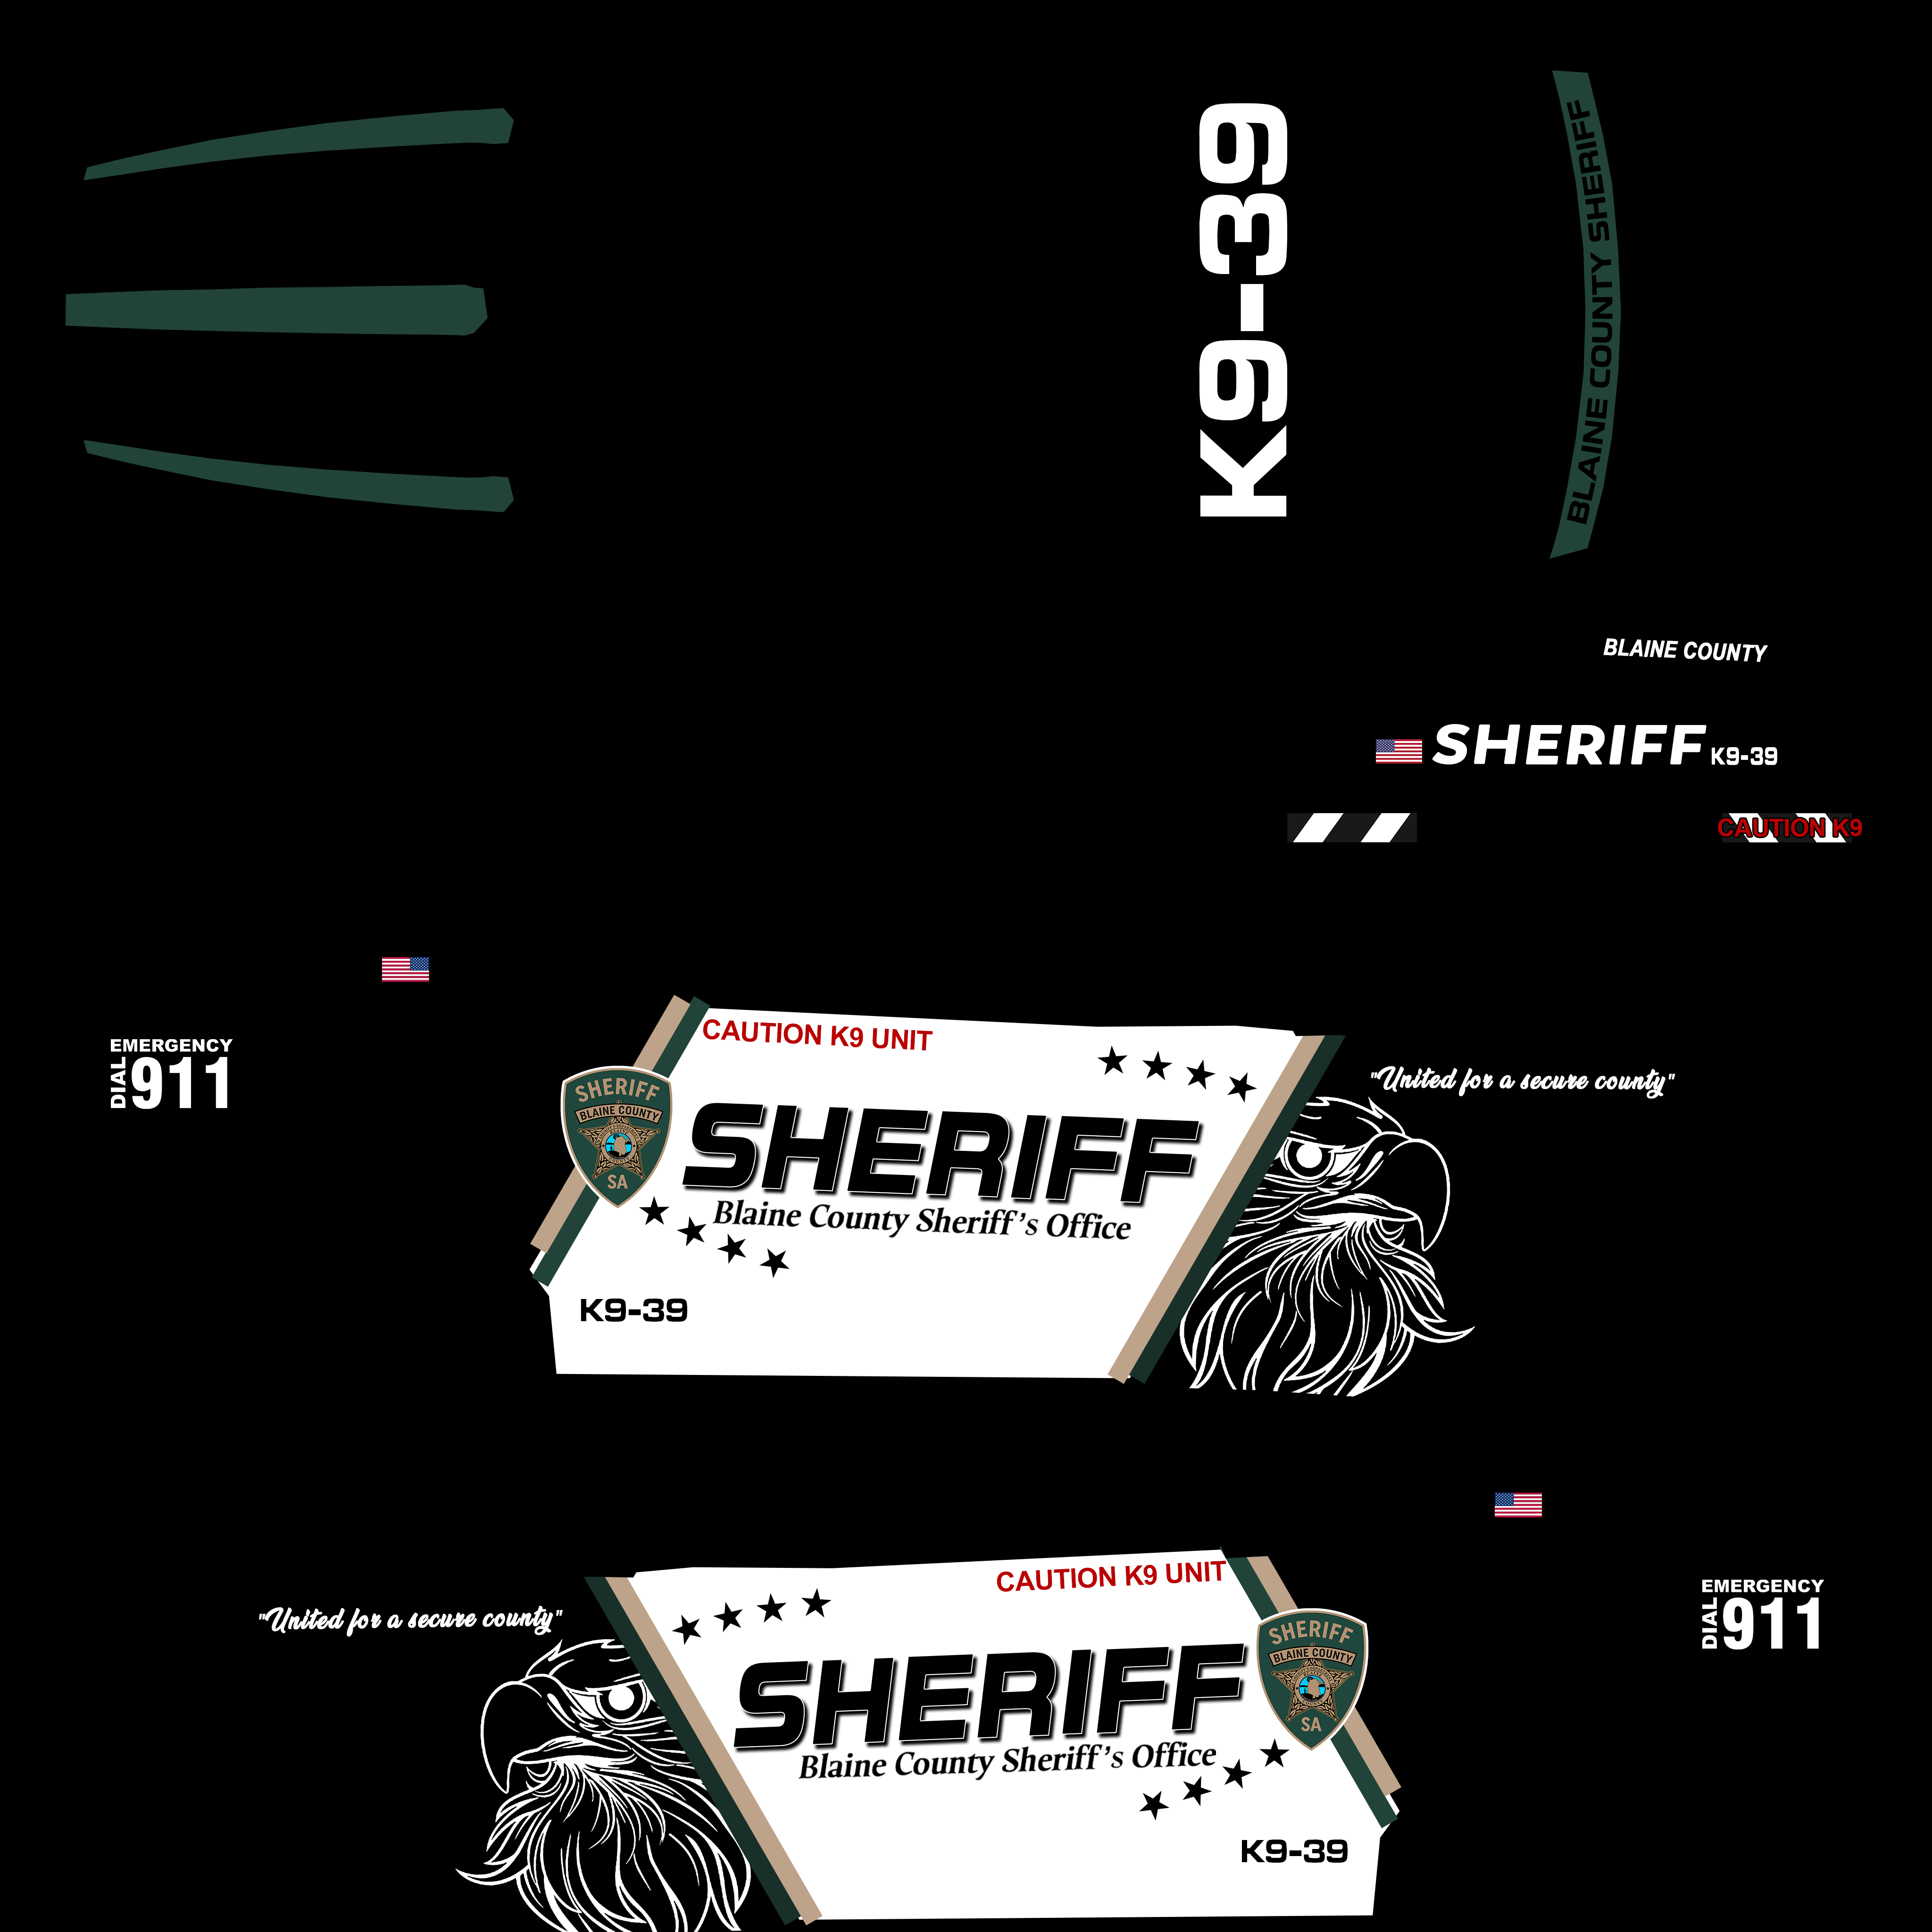 K9-39
BLAINE COUNTY SHERIFF
BLAINE COUNTY
SHERIFF K9-39
CAUTION K9
EMERGENCY
DIAL 911
CAUTION K9 UNIT
"United for a secure county"
SHERIFF
BLAINE COUNTY
SA
SHERIFF
Blaine County Sheriff's Office
K9-39
CAUTION K9 UNIT
EMERGENCY
DIAL 911
"United for a secure county"
SHERIFF
BLAINE COUNTY
SA
SHERIFF
Blaine County Sheriff's Office
K9-39